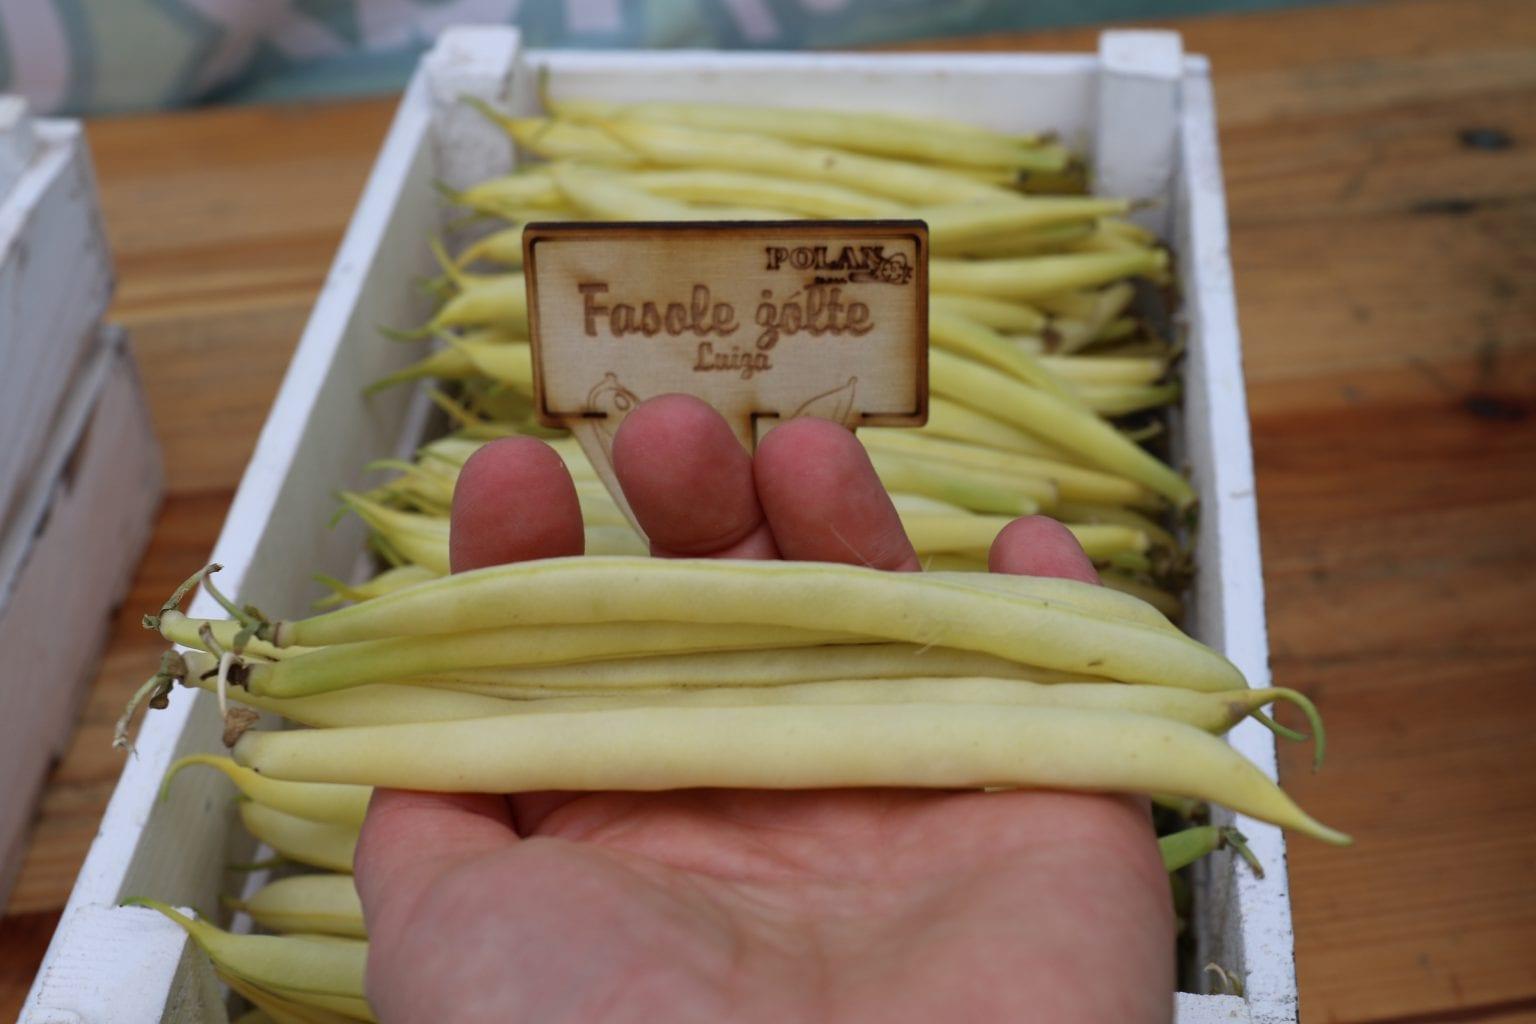 POLAN
Fasole żółte
Luiza